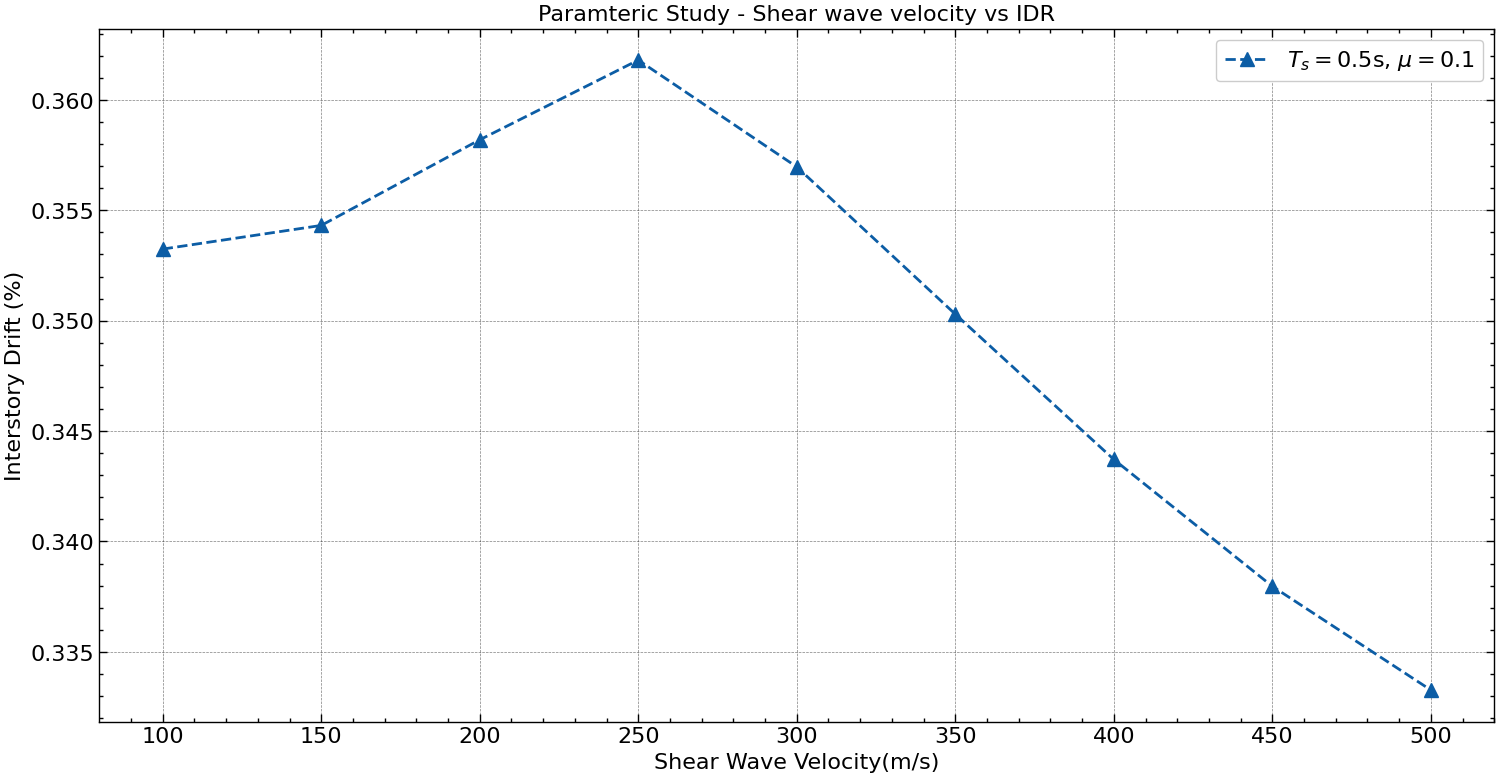 Paramteric Study - Shear wave velocity vs IDR
T_s = 0.5s, μ = 0.1
0.360
0.355
0.350
0.345
0.340
0.335
Interstory Drift (%)
100 150 200 250 300 350 400 450 500
Shear Wave Velocity(m/s)